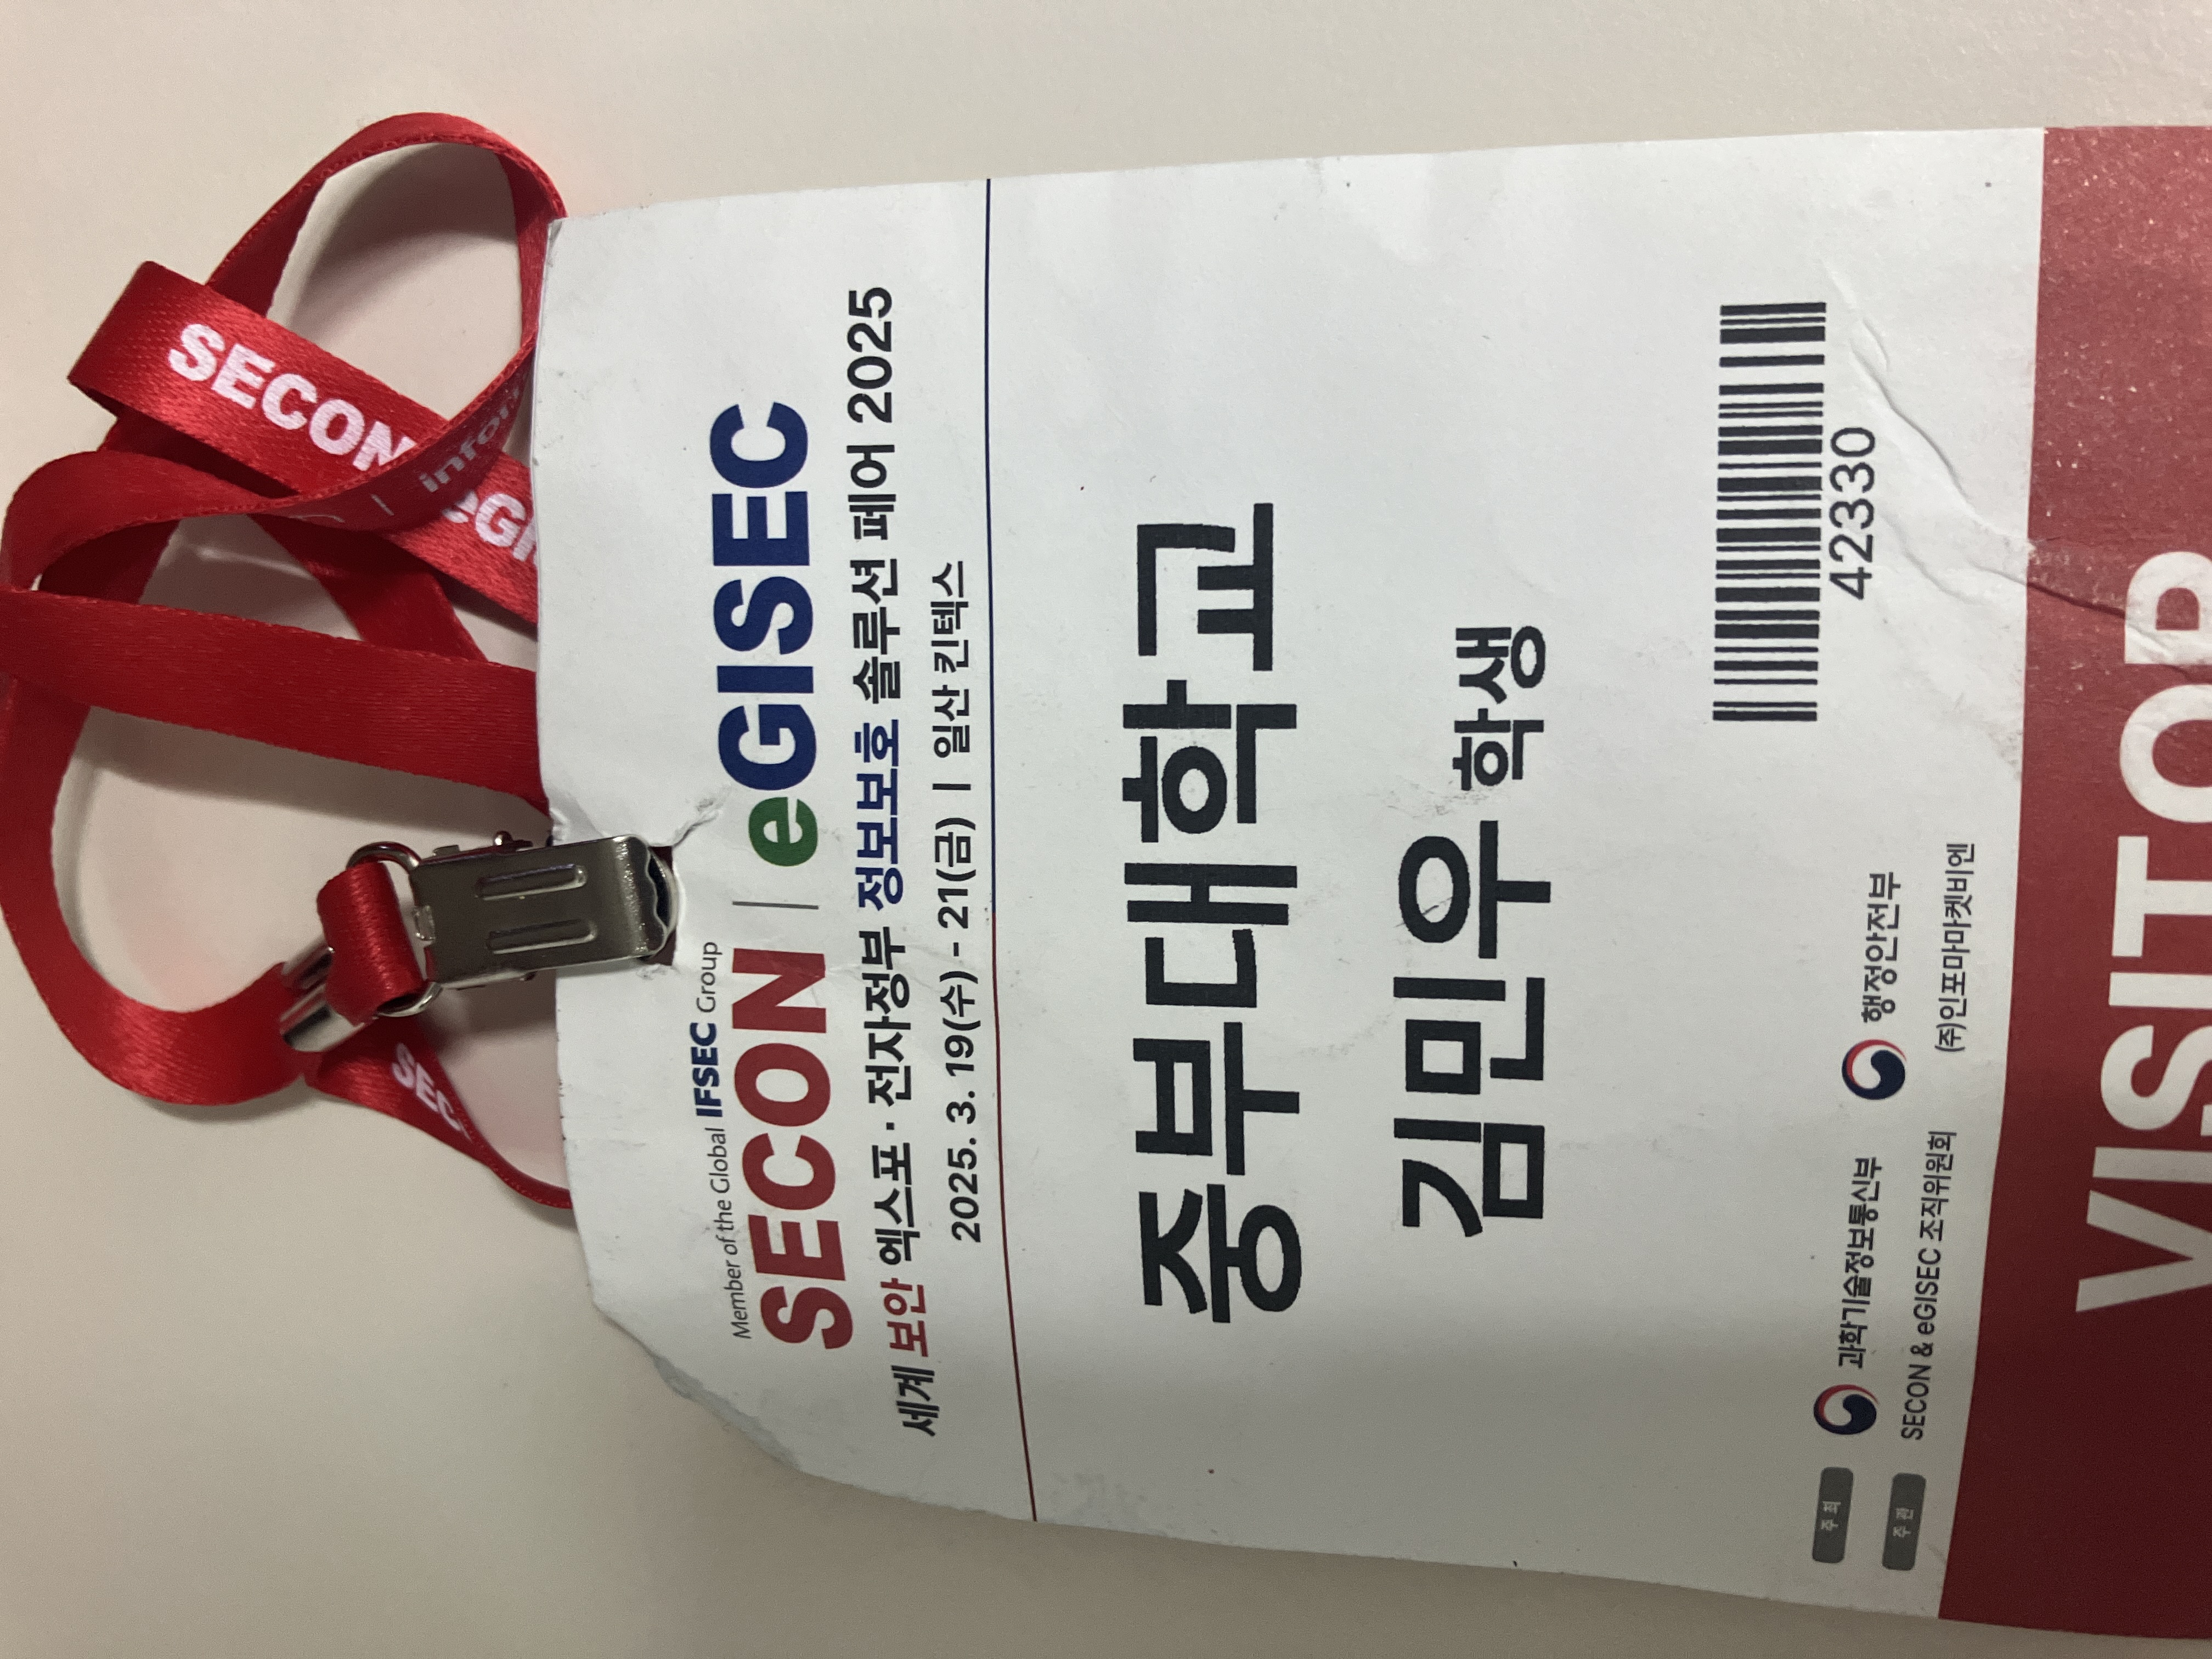 SECON
SEC
infor
Member of the Global IFSEC Group
SECON | eGISEC
세계 보안 엑스포 · 전자정부 정보보호 솔루션 페어 2025
2025. 3. 19(수) - 21(금) | 일산 킨텍스
중부대학교
김민우 학생
42330
주최 과학기술정보통신부 행정안전부
주관 SECON & eGISEC 조직위원회 ㈜인포마마켓비엔
VISITOR